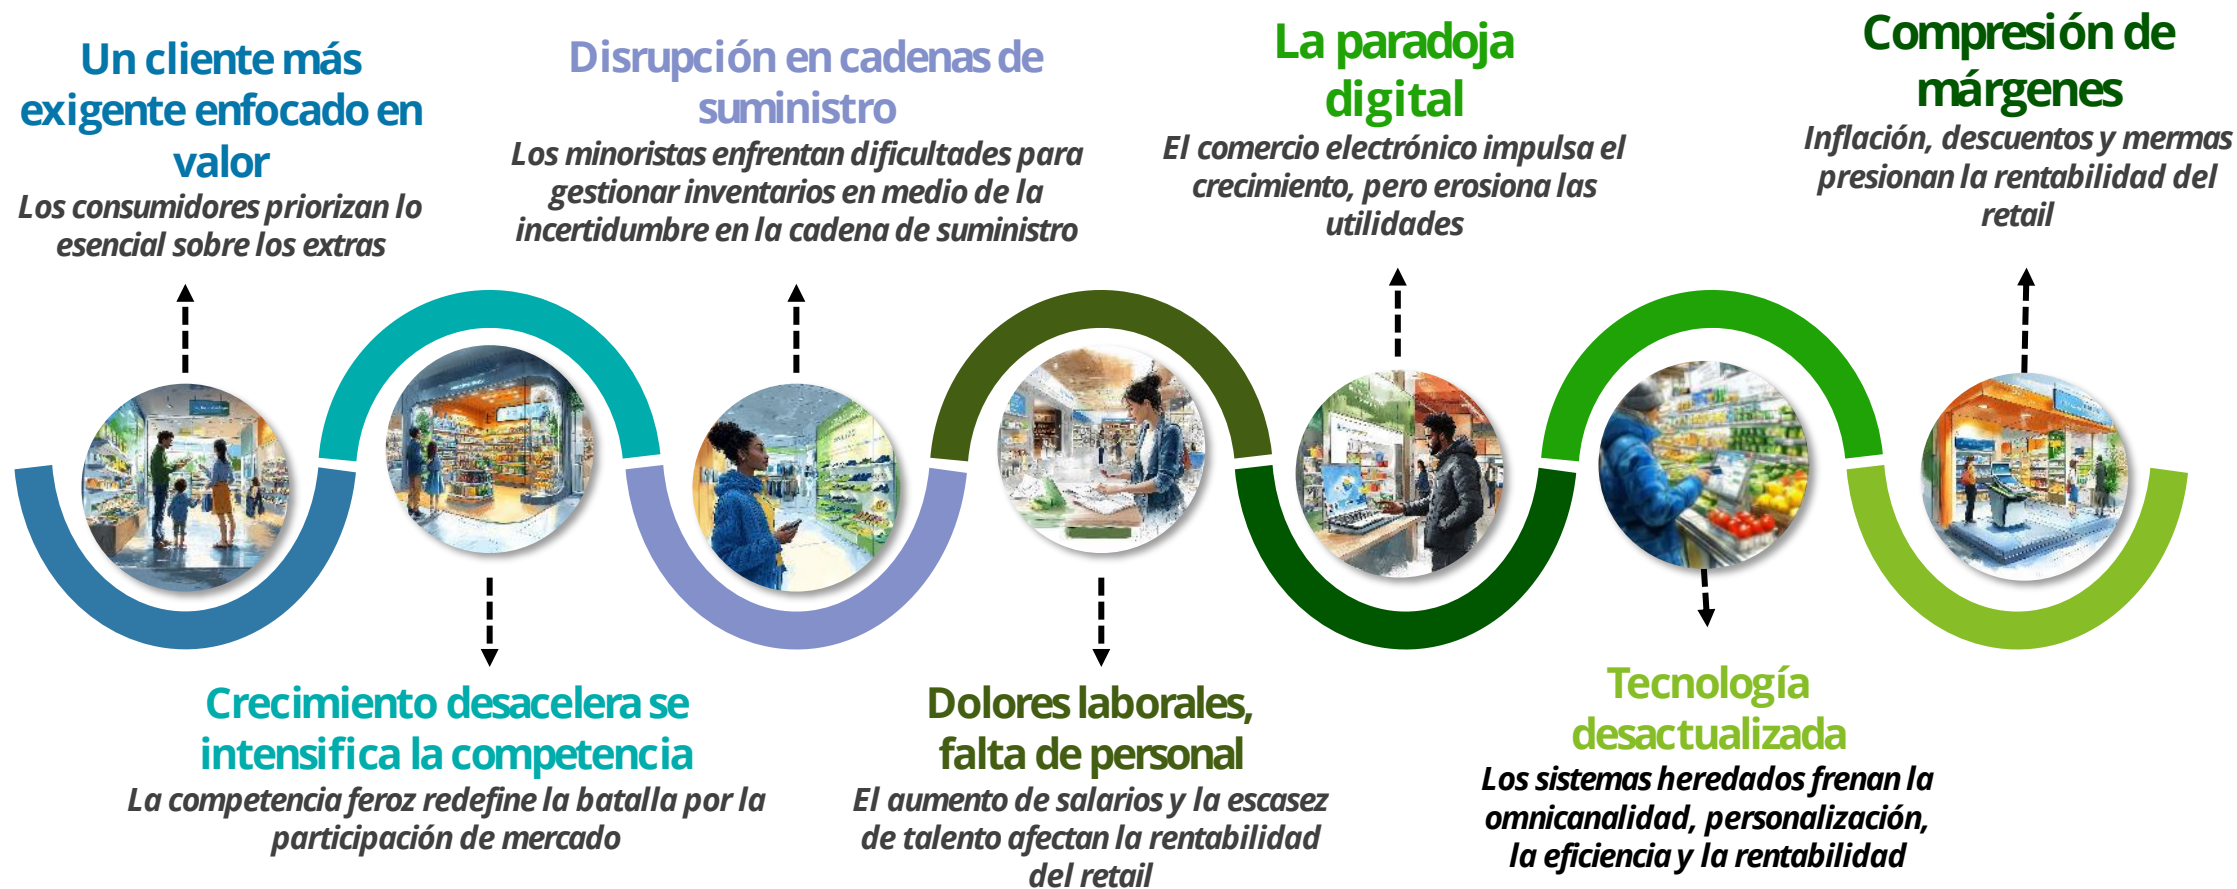 Un cliente más
exigente enfocado en
valor
Los consumidores priorizan lo
esencial sobre los extras
Crecimiento desacelera se
intensifica la competencia
La competencia feroz redefine la batalla por la
participación de mercado
Disrupción en cadenas de
suministro
Los minoristas enfrentan dificultades para
gestionar inventarios en medio de la
incertidumbre en la cadena de suministro
Dolores laborales,
falta de personal
El aumento de salarios y la escasez
de talento afectan la rentabilidad
del retail
La paradoja
digital
El comercio electrónico impulsa el
crecimiento, pero erosiona las
utilidades
Tecnología
desactualizada
Los sistemas heredados frenan la
omnicanalidad, personalización,
la eficiencia y la rentabilidad
Compresión de
márgenes
Inflación, descuentos y mermas
presionan la rentabilidad del
retail